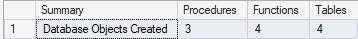 Summary Procedures Functions Tables
1 Database Objects Created 3 4 4